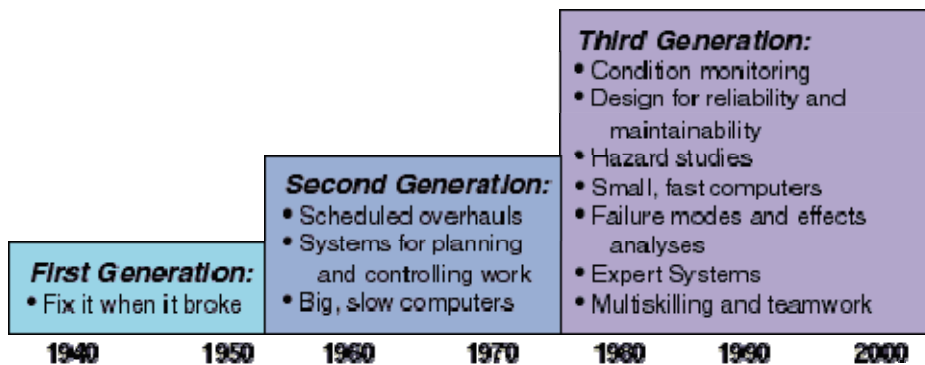 First Generation:
• Fix it when it broke
Second Generation:
• Scheduled overhauls
• Systems for planning
and controlling work
• Big, slow computers
Third Generation:
• Condition monitoring
• Design for reliability and
maintainability
• Hazard studies
• Small, fast computers
• Failure modes and effects
analyses
• Expert Systems
• Multiskilling and teamwork
1940 1950 1960 1970 1980 1990 2000